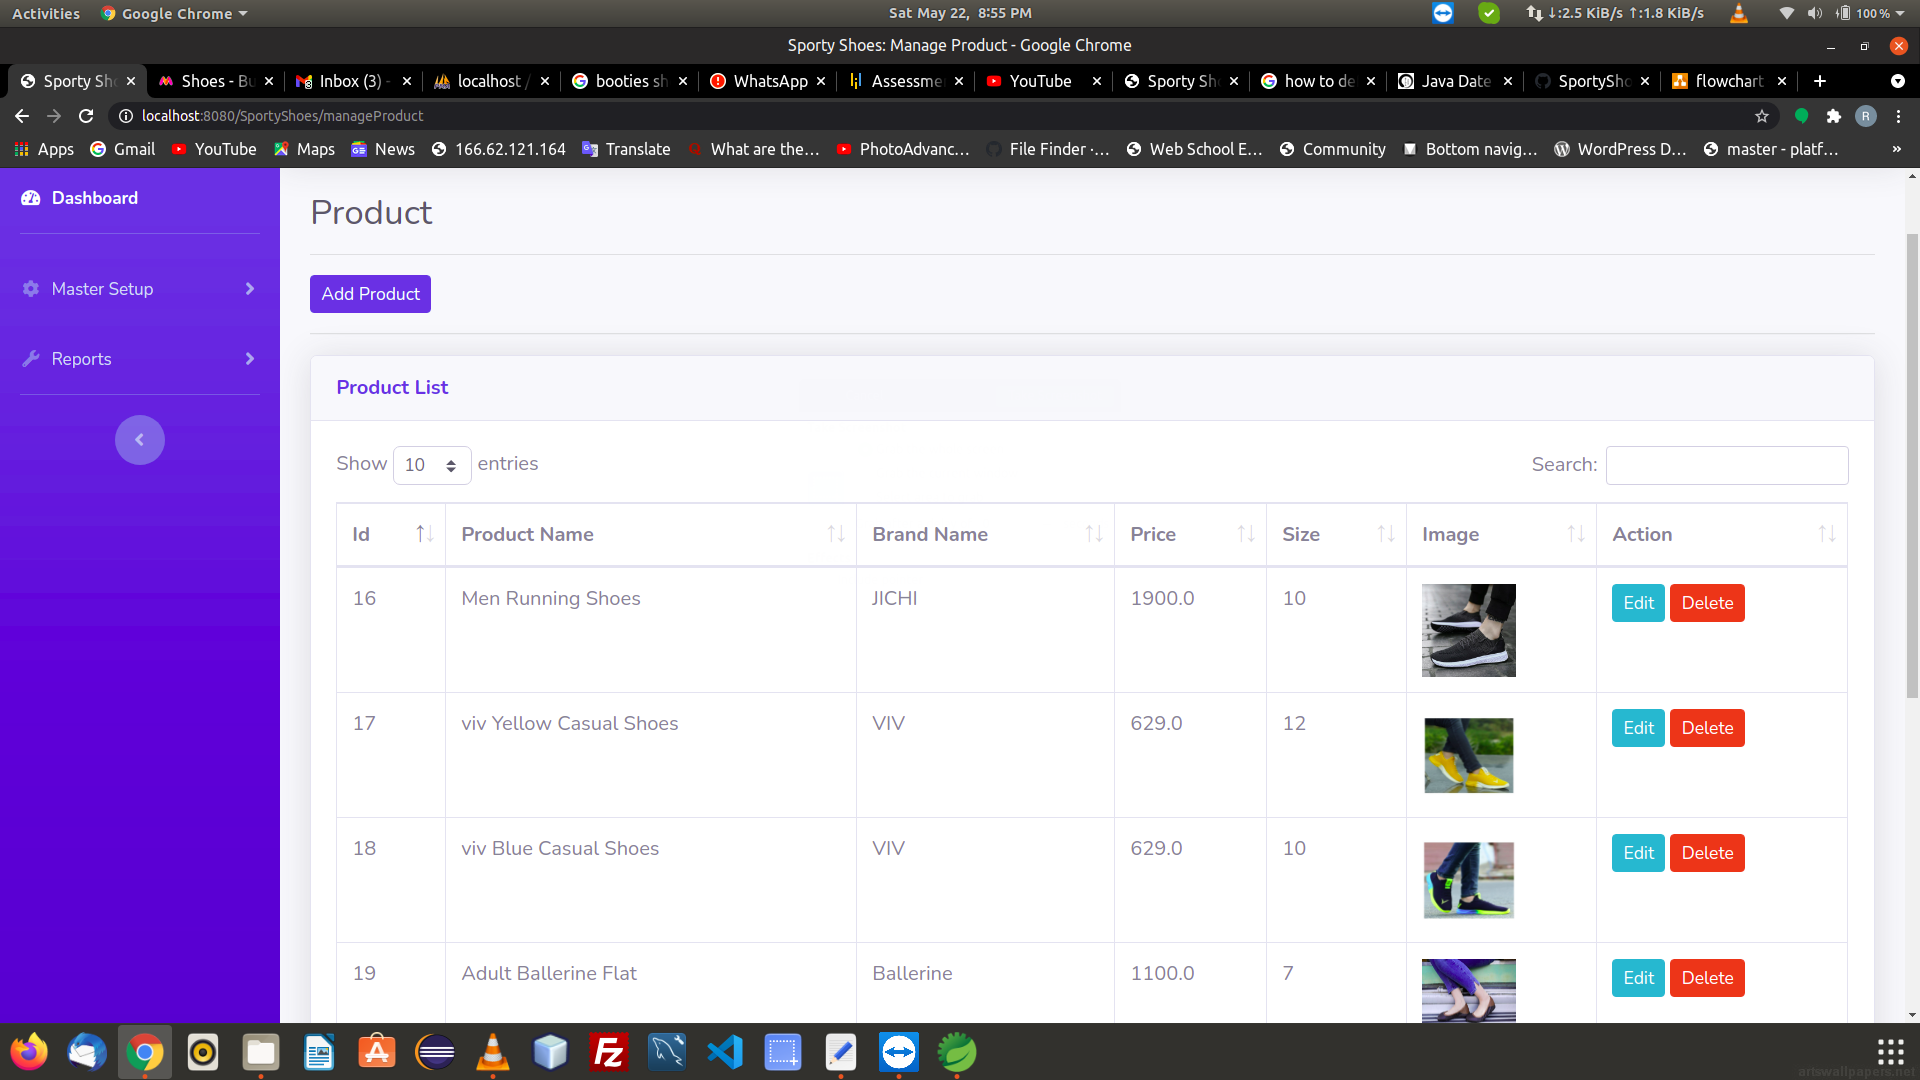 Activities Google Chrome Sat May 22, 8:55 PM ↓:2.5 KiB/s ↑:1.8 KiB/s 100 %
Sporty Shoes: Manage Product - Google Chrome
Sporty Sho Shoes - Bu Inbox (3) - localhost / booties sh WhatsApp Assessme YouTube Sporty Sh how to de Java Date SportySho flowchart
localhost:8080/SportyShoes/manageProduct R
Apps Gmail YouTube Maps News 166.62.121.164 Translate What are the... PhotoAdvanc... File Finder ·... Web School E... Community Bottom navig... WordPress D... master - platf... »
Dashboard
Master Setup
Reports
Product
Add Product
Product List
Show 10 entries Search:
Id Product Name Brand Name Price Size Image Action
16 Men Running Shoes JICHI 1900.0 10 Edit Delete
17 viv Yellow Casual Shoes VIV 629.0 12 Edit Delete
18 viv Blue Casual Shoes VIV 629.0 10 Edit Delete
19 Adult Ballerine Flat Ballerine 1100.0 7 Edit Delete
artswallpapers.net